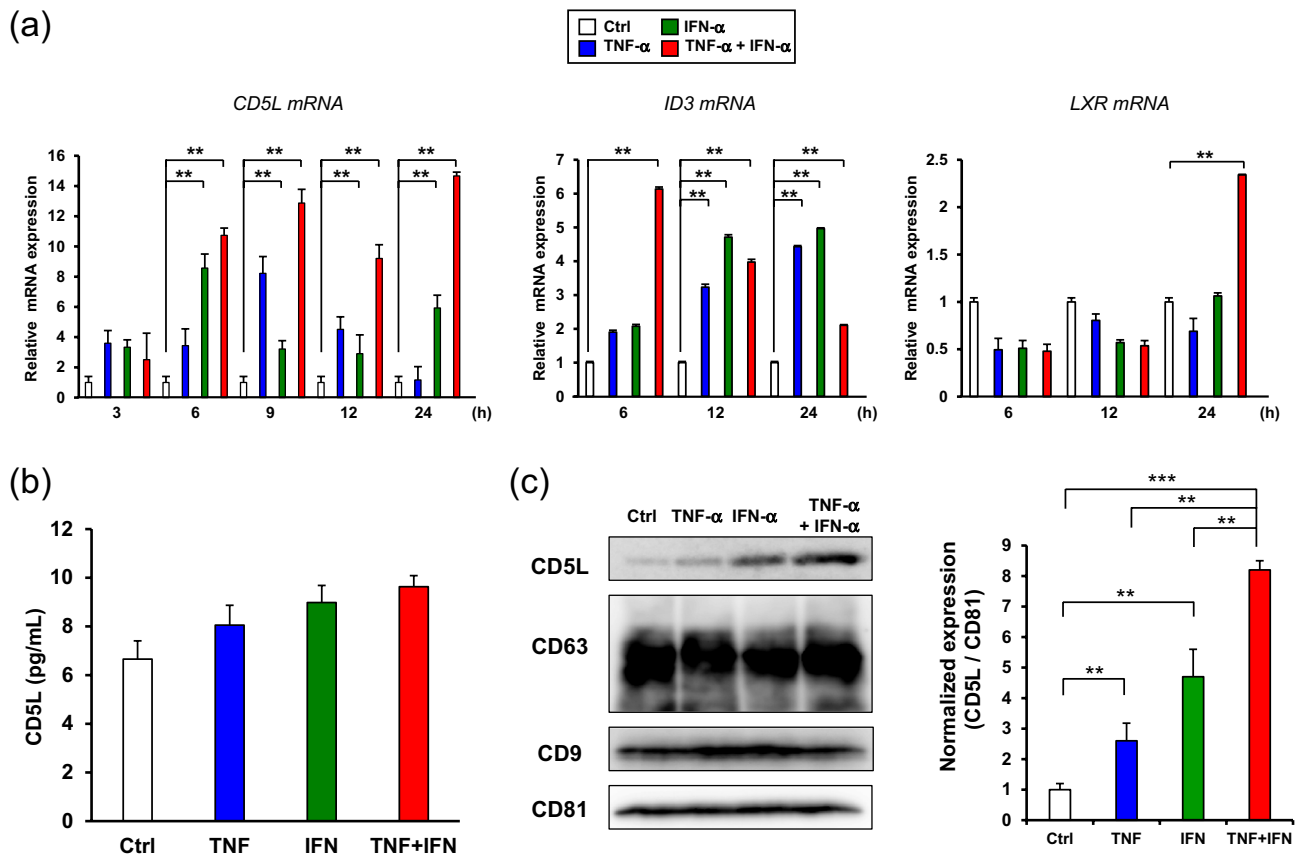 (a)
Ctrl
IFN-α
TNF-α
TNF-α + IFN-α
CD5L mRNA
Relative mRNA expression
16
14
12
10
8
6
4
2
0
** ** ** **
** ** ** **
3 6 9 12 24 (h)
ID3 mRNA
Relative mRNA expression
7
6
5
4
3
2
1
0
** ** **
** **
** **
6 12 24 (h)
LXR mRNA
Relative mRNA expression
2.5
2
1.5
1
0.5
0
**
6 12 24 (h)
(b)
CD5L (pg/mL)
12
10
8
6
4
2
0
Ctrl TNF IFN TNF+IFN
(c)
Ctrl TNF-α IFN-α TNF-α
+ IFN-α
CD5L
CD63
CD9
CD81
Normalized expression
(CD5L / CD81)
9
8
7
6
5
4
3
2
1
0
***
**
**
**
**
Ctrl TNF IFN TNF+IFN